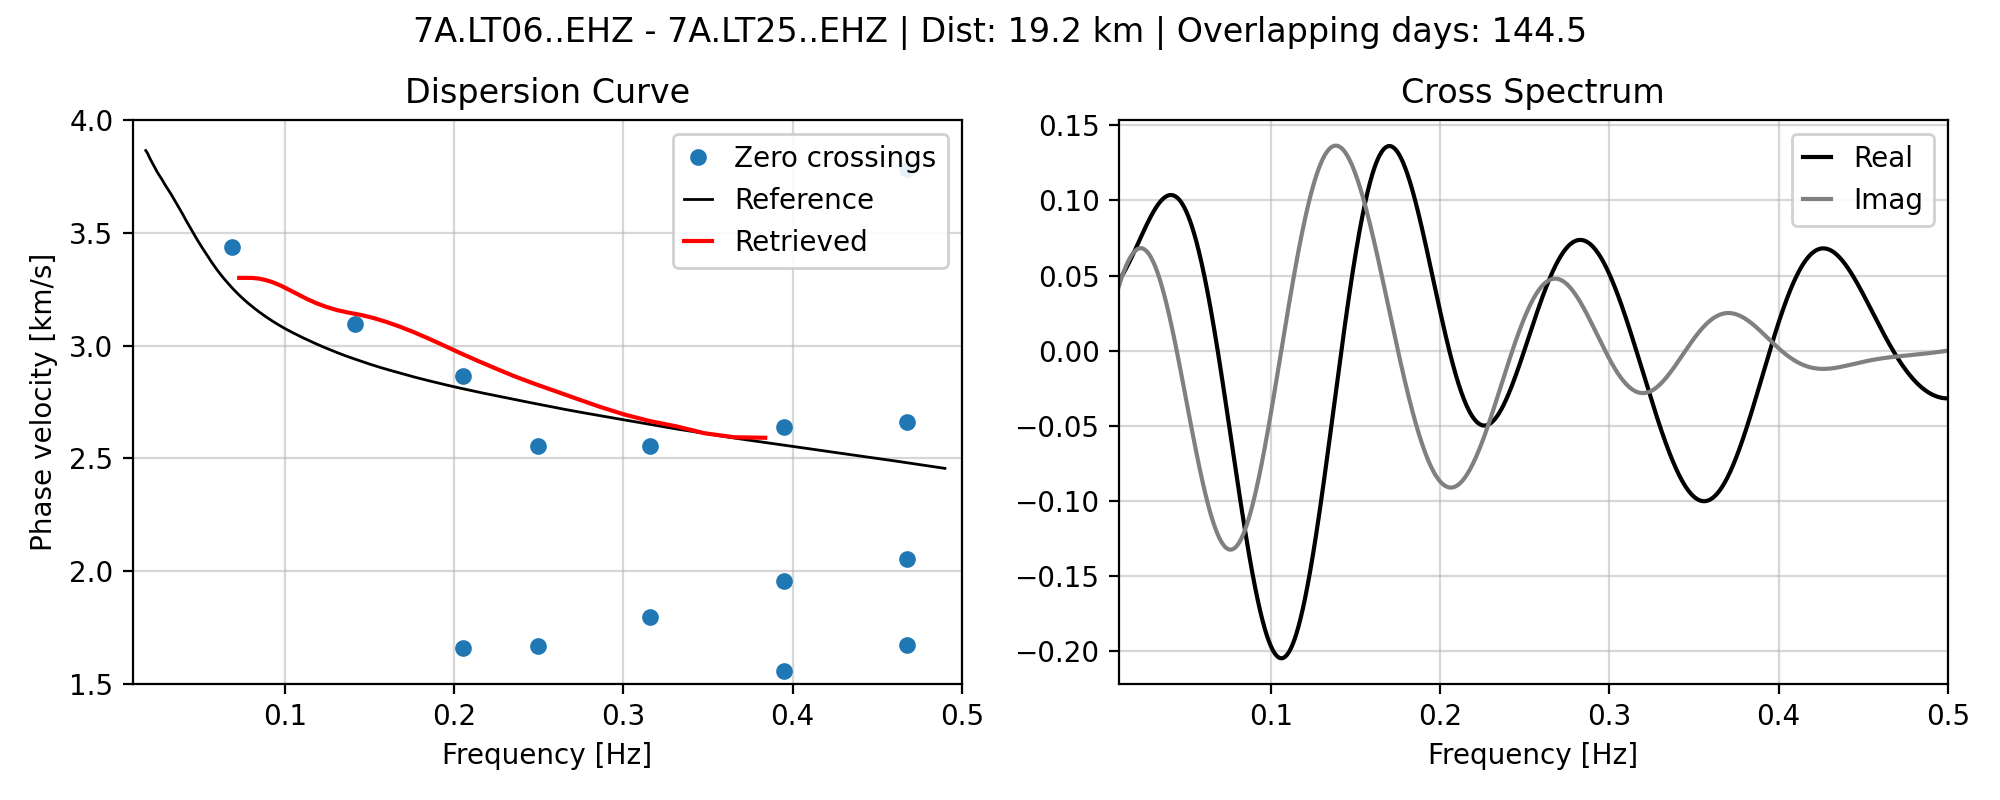 7A.LT06..EHZ - 7A.LT25..EHZ | Dist: 19.2 km | Overlapping days: 144.5
Dispersion Curve
4.0
3.5
3.0
2.5
2.0
1.5
Phase velocity [km/s]
Zero crossings
Reference
Retrieved
0.1
0.2
0.3
0.4
0.5
Frequency [Hz]
Cross Spectrum
0.15
0.10
0.05
0.00
−0.05
−0.10
−0.15
−0.20
Real
Imag
0.1
0.2
0.3
0.4
0.5
Frequency [Hz]